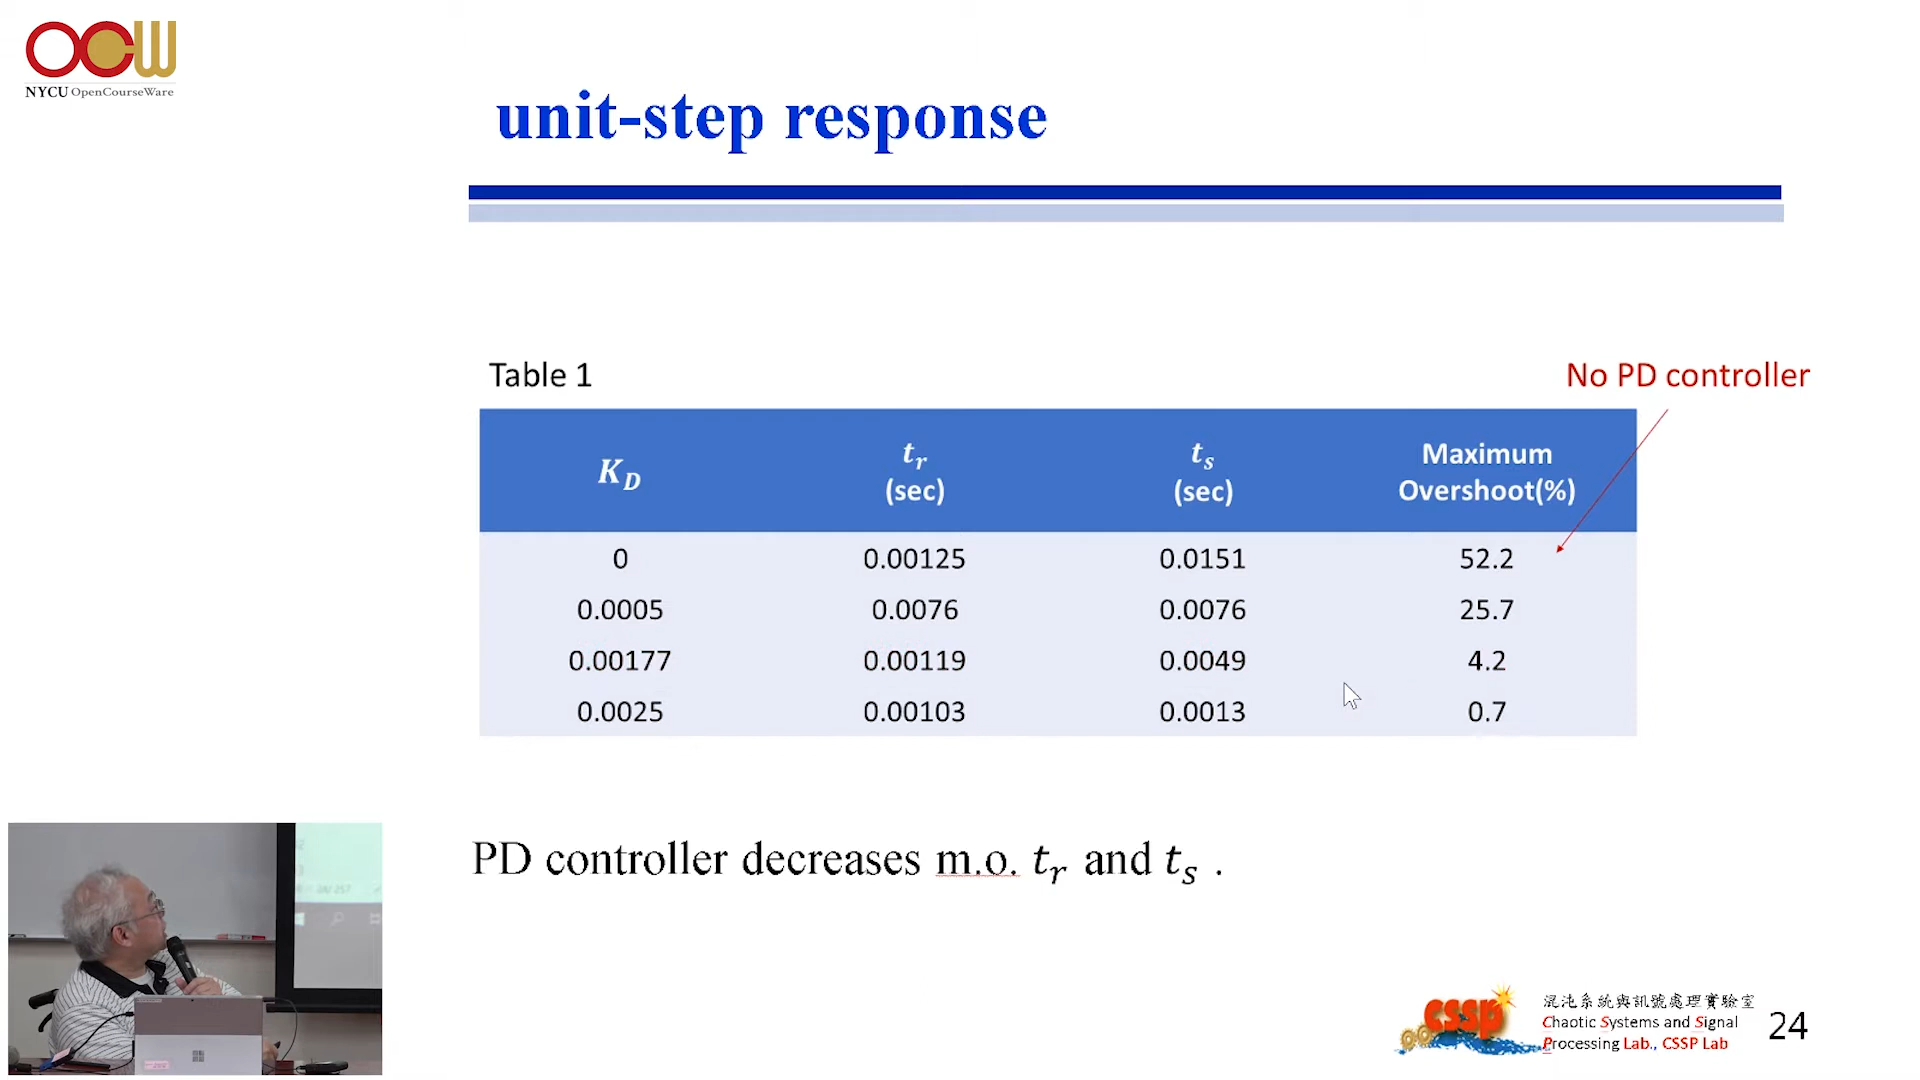 OCW
NYCU OpenCourseWare
unit-step response
Table 1
No PD controller
K_D t_r (sec) t_s (sec) Maximum Overshoot(%)
0 0.00125 0.0151 52.2
0.0005 0.0076 0.0076 25.7
0.00177 0.00119 0.0049 4.2
0.0025 0.00103 0.0013 0.7
PD controller decreases m.o. t_r and t_s .
CSSP
混沌系統與訊號處理實驗室
Chaotic Systems and Signal
Processing Lab., CSSP Lab
24